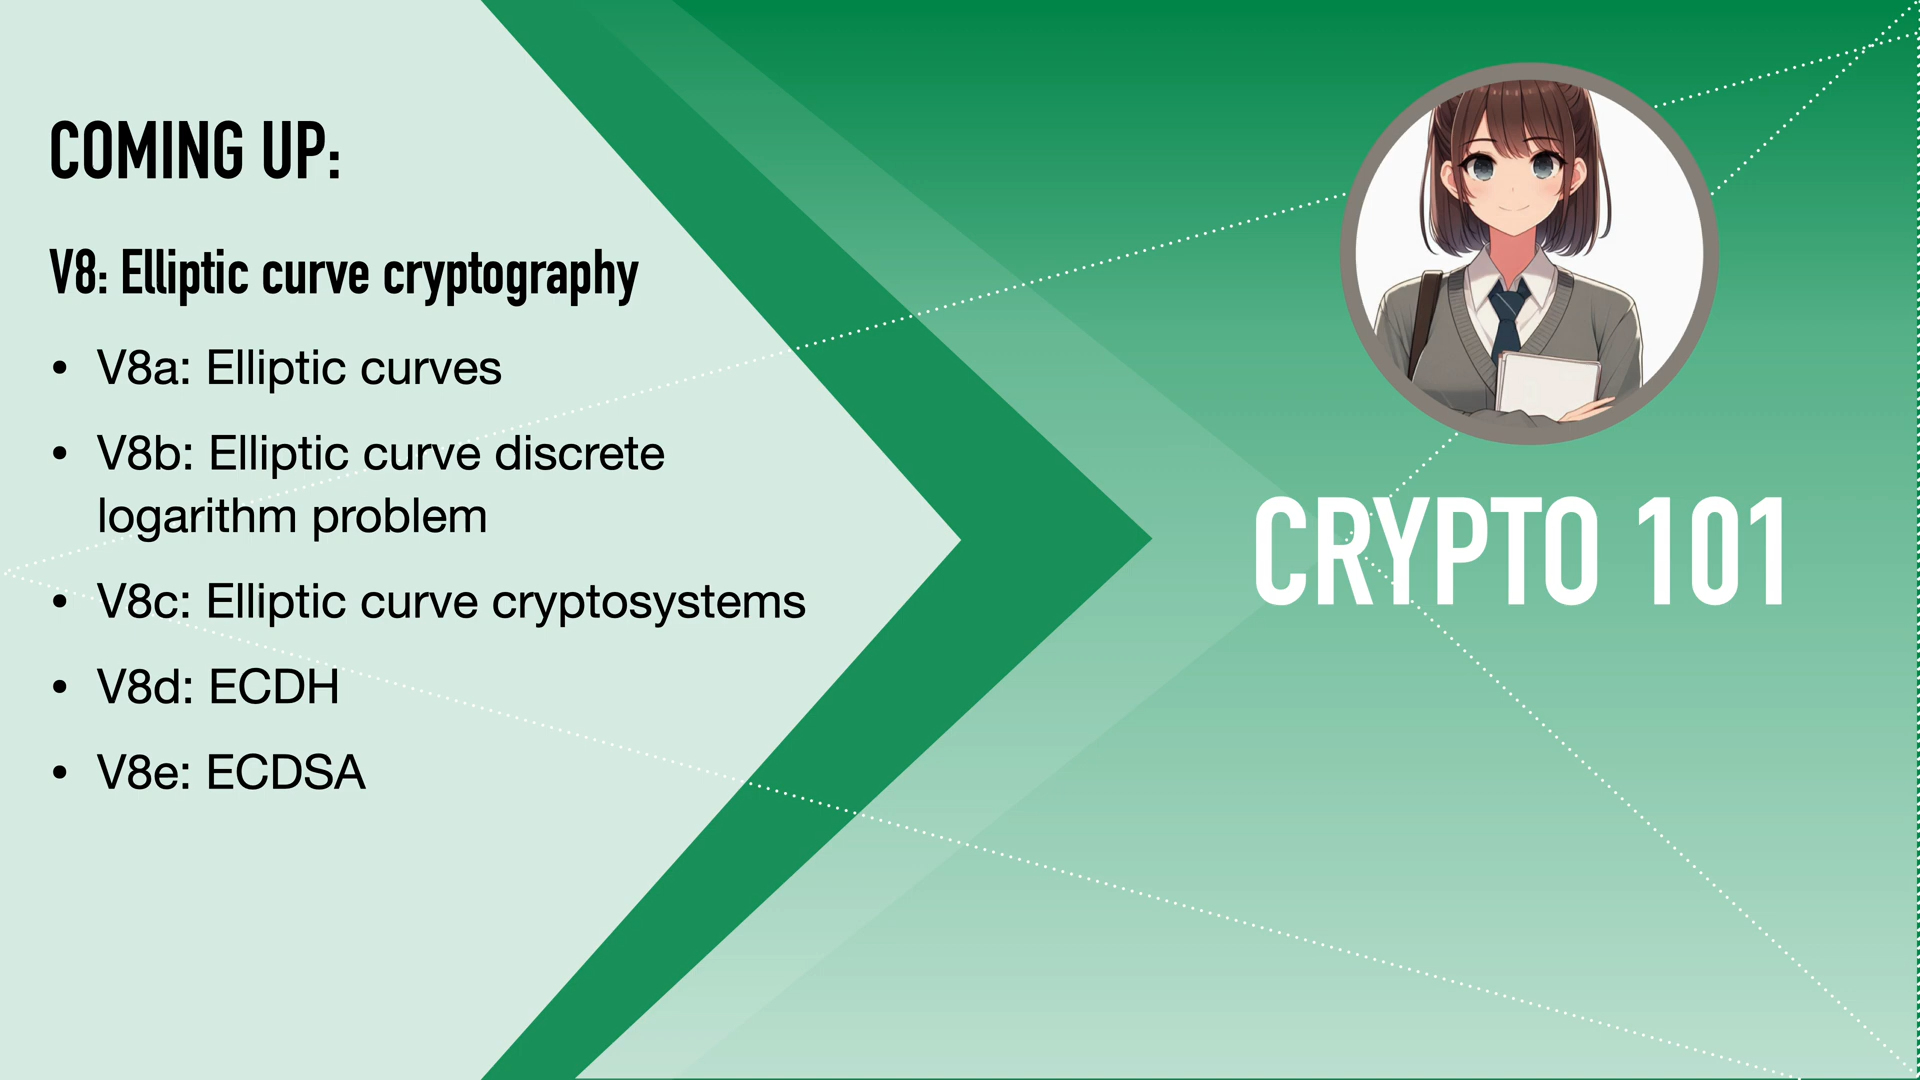 COMING UP:
V8: Elliptic curve cryptography
• V8a: Elliptic curves
• V8b: Elliptic curve discrete
logarithm problem
• V8c: Elliptic curve cryptosystems
• V8d: ECDH
• V8e: ECDSA
CRYPTO 101